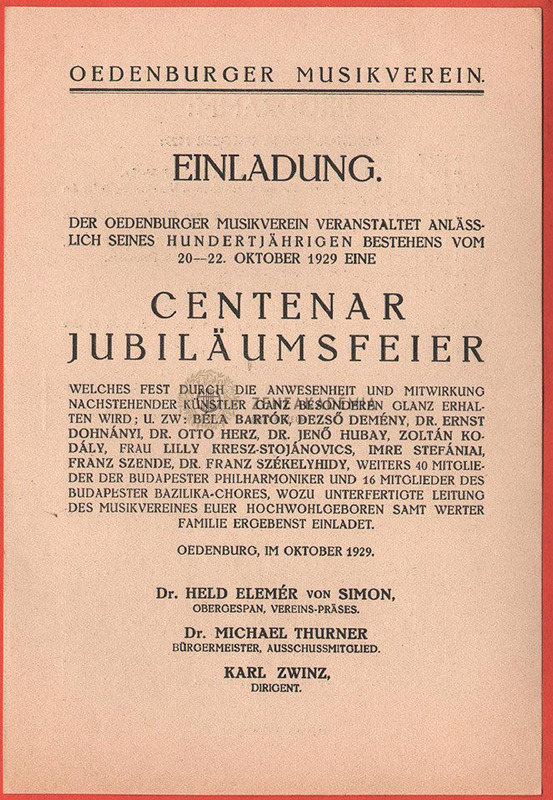 OEDENBURGER MUSIKVEREIN.
EINLADUNG.
DER OEDENBURGER MUSIKVEREIN VERANSTALTET ANLÄSS-
LICH SEINES HUNDERTJÄHRIGEN BESTEHENS VOM
20—22. OKTOBER 1929 EINE
CENTENAR
JUBILÄUMSFEIER
WELCHES FEST DURCH DIE ANWESENHEIT UND MITWIRKUNG
NACHSTEHENDER KÜNSTLER GANZ BESONDEREN GLANZ ERHAL-
TEN WIRD; U. ZW: BÉLA BARTÓK, DEZSŐ DEMÉNY, DR. ERNST
DOHNÁNYI, DR. OTTO HERZ, DR. JENŐ HUBAY, ZOLTÁN KO-
DÁLY, FRAU LILLY KRESZ-STOJÁNOVICS, IMRE STEFÁNIAI,
FRANZ SZENDE, DR. FRANZ SZÉKELYHIDY, WEITERS 40 MITGLIE-
DER DER BUDAPESTER PHILHARMONIKER UND 16 MITGLIEDER DES
BUDAPESTER BAZILIKA-CHORES, WOZU UNTERFERTIGTE LEITUNG
DES MUSIKVEREINES EUER HOCHWOHLGEBOREN SAMT WERTER
FAMILIE ERGEBENST EINLADET.
OEDENBURG, IM OKTOBER 1929.
Dr. HELD ELEMÉR VON SIMON,
OBERGESPAN, VEREINS-PRÄSES.
Dr. MICHAEL THURNER
BÜRGERMEISTER, AUSSCHUSSMITGLIED.
KARL ZWINZ,
DIRIGENT.
ZENEAKADÉMIA